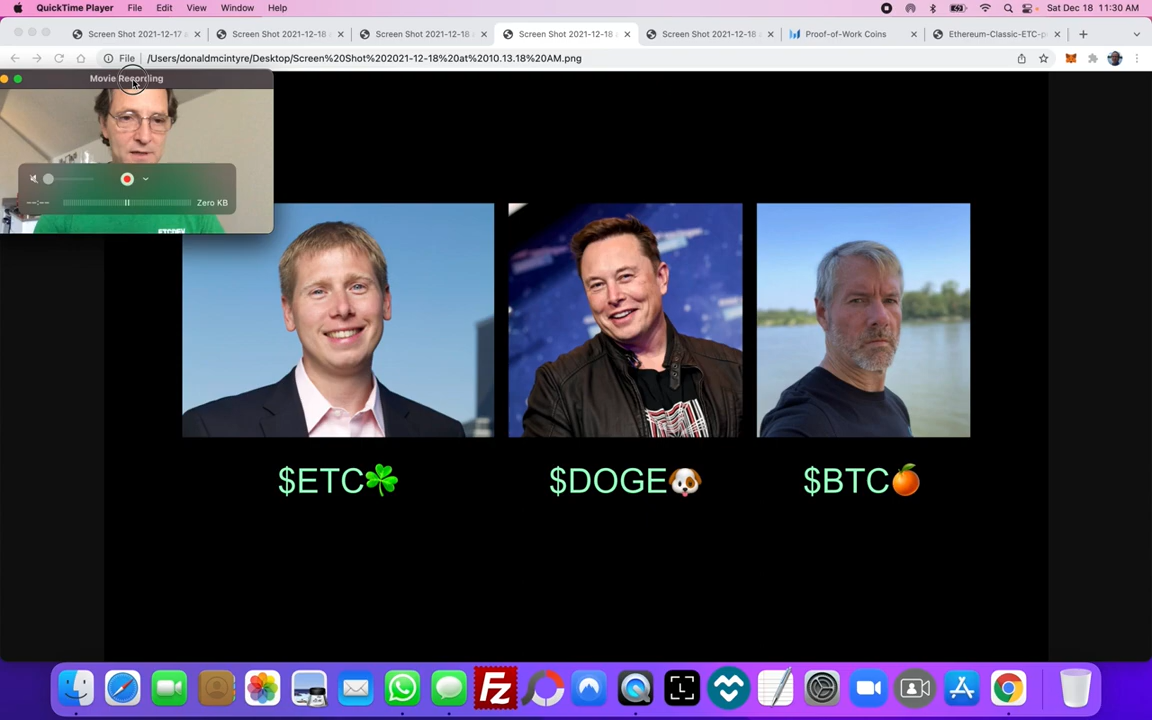 QuickTime Player File Edit View Window Help Sat Dec 18 11:30 AM
Screen Shot 2021-12-17 Screen Shot 2021-12-18 Screen Shot 2021-12-18 Screen Shot 2021-12-18 Screen Shot 2021-12-18 Proof-of-Work Coins Ethereum-Classic-ETC-p
File /Users/donaldmcintyre/Desktop/Screen%20Shot%202021-12-18%20at%2010.13.18%20AM.png
Movie Recording
--:-- Zero KB
ETCDEV
$ETC☘️ $DOGE🐶 $BTC🍊